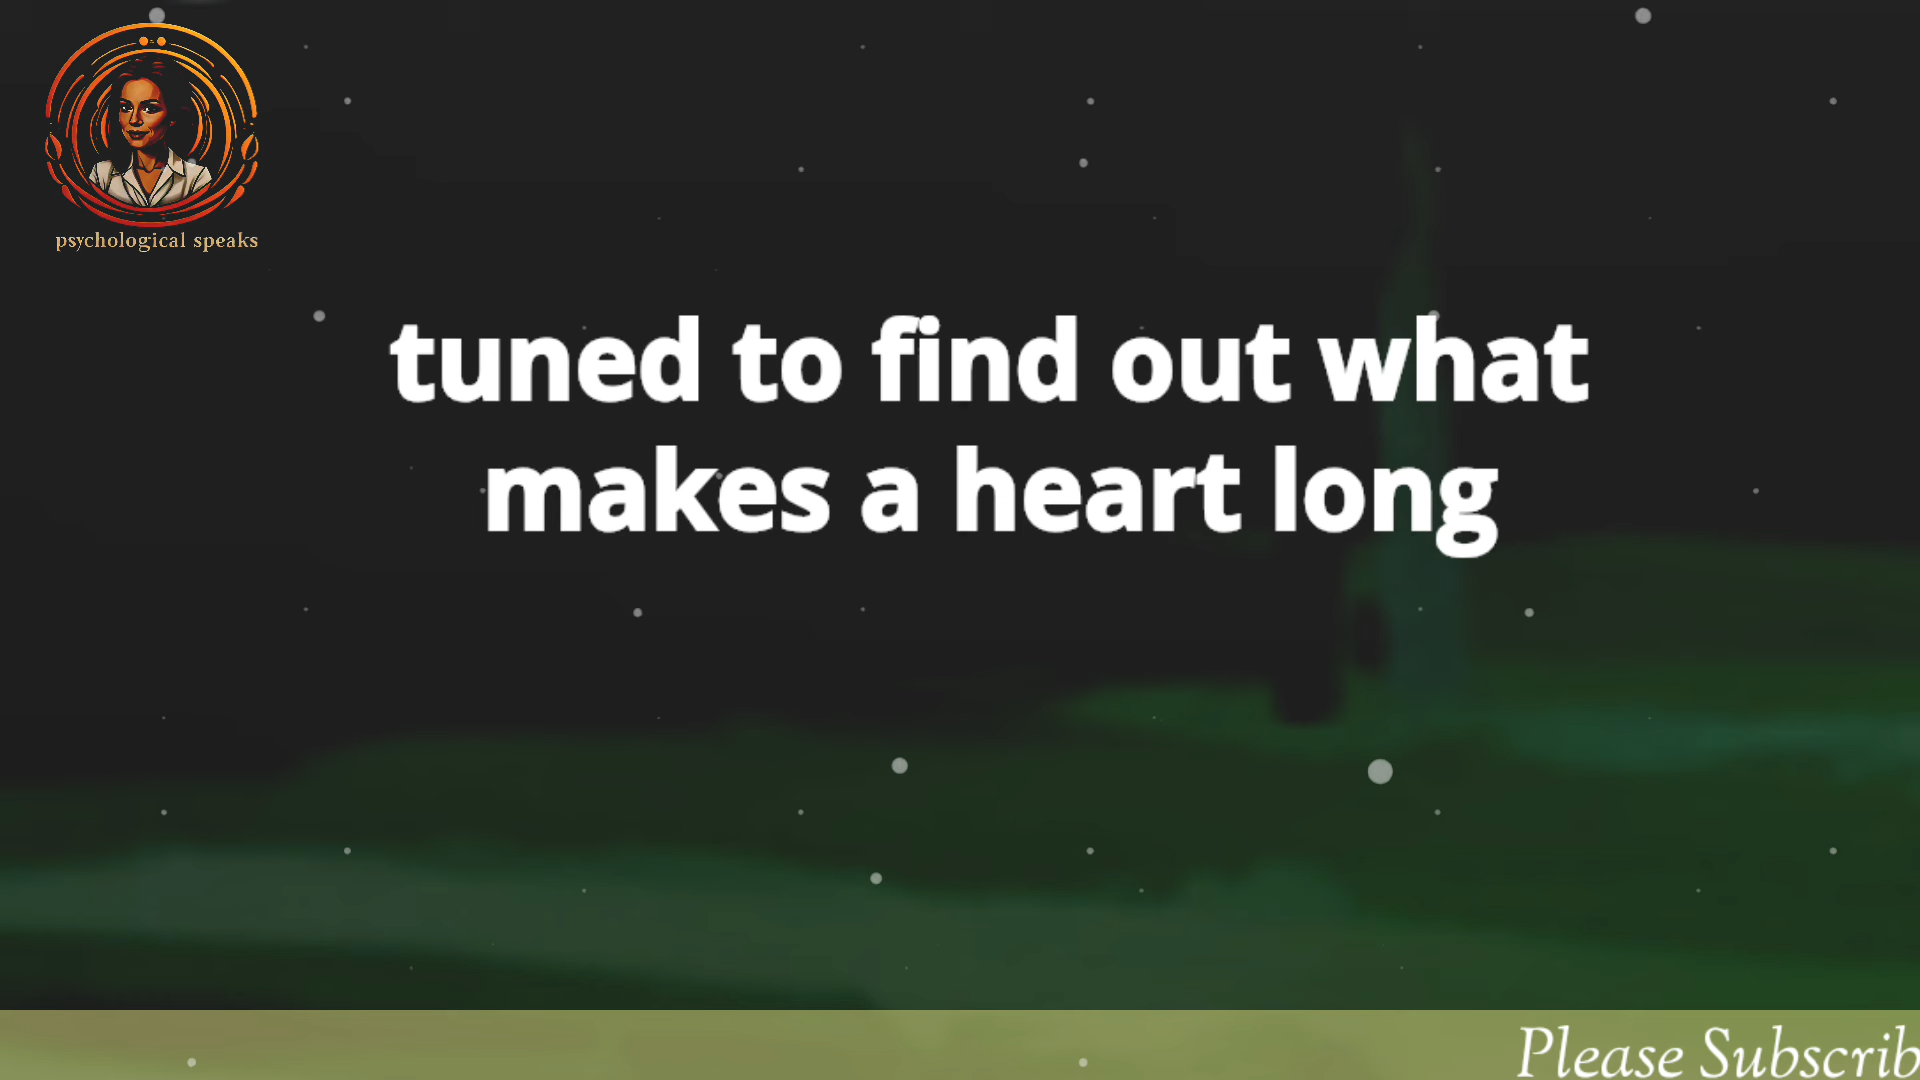 psychological speaks
tuned to find out what
makes a heart long
Please Subscrib